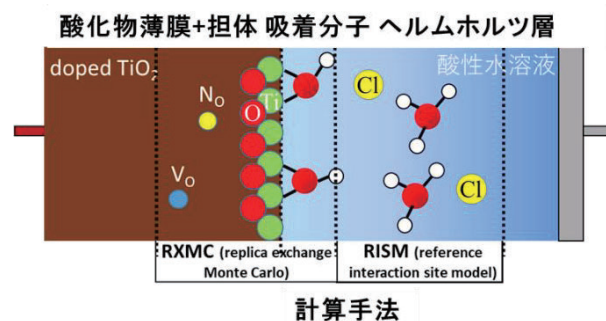 酸化物薄膜+担体 吸着分子 ヘルムホルツ層
doped TiO₂
酸性水溶液
N_O
Ti
O
Cl
V_O
Cl
RXMC (replica exchange
Monte Carlo)
RISM (reference
interaction site model)
計算手法